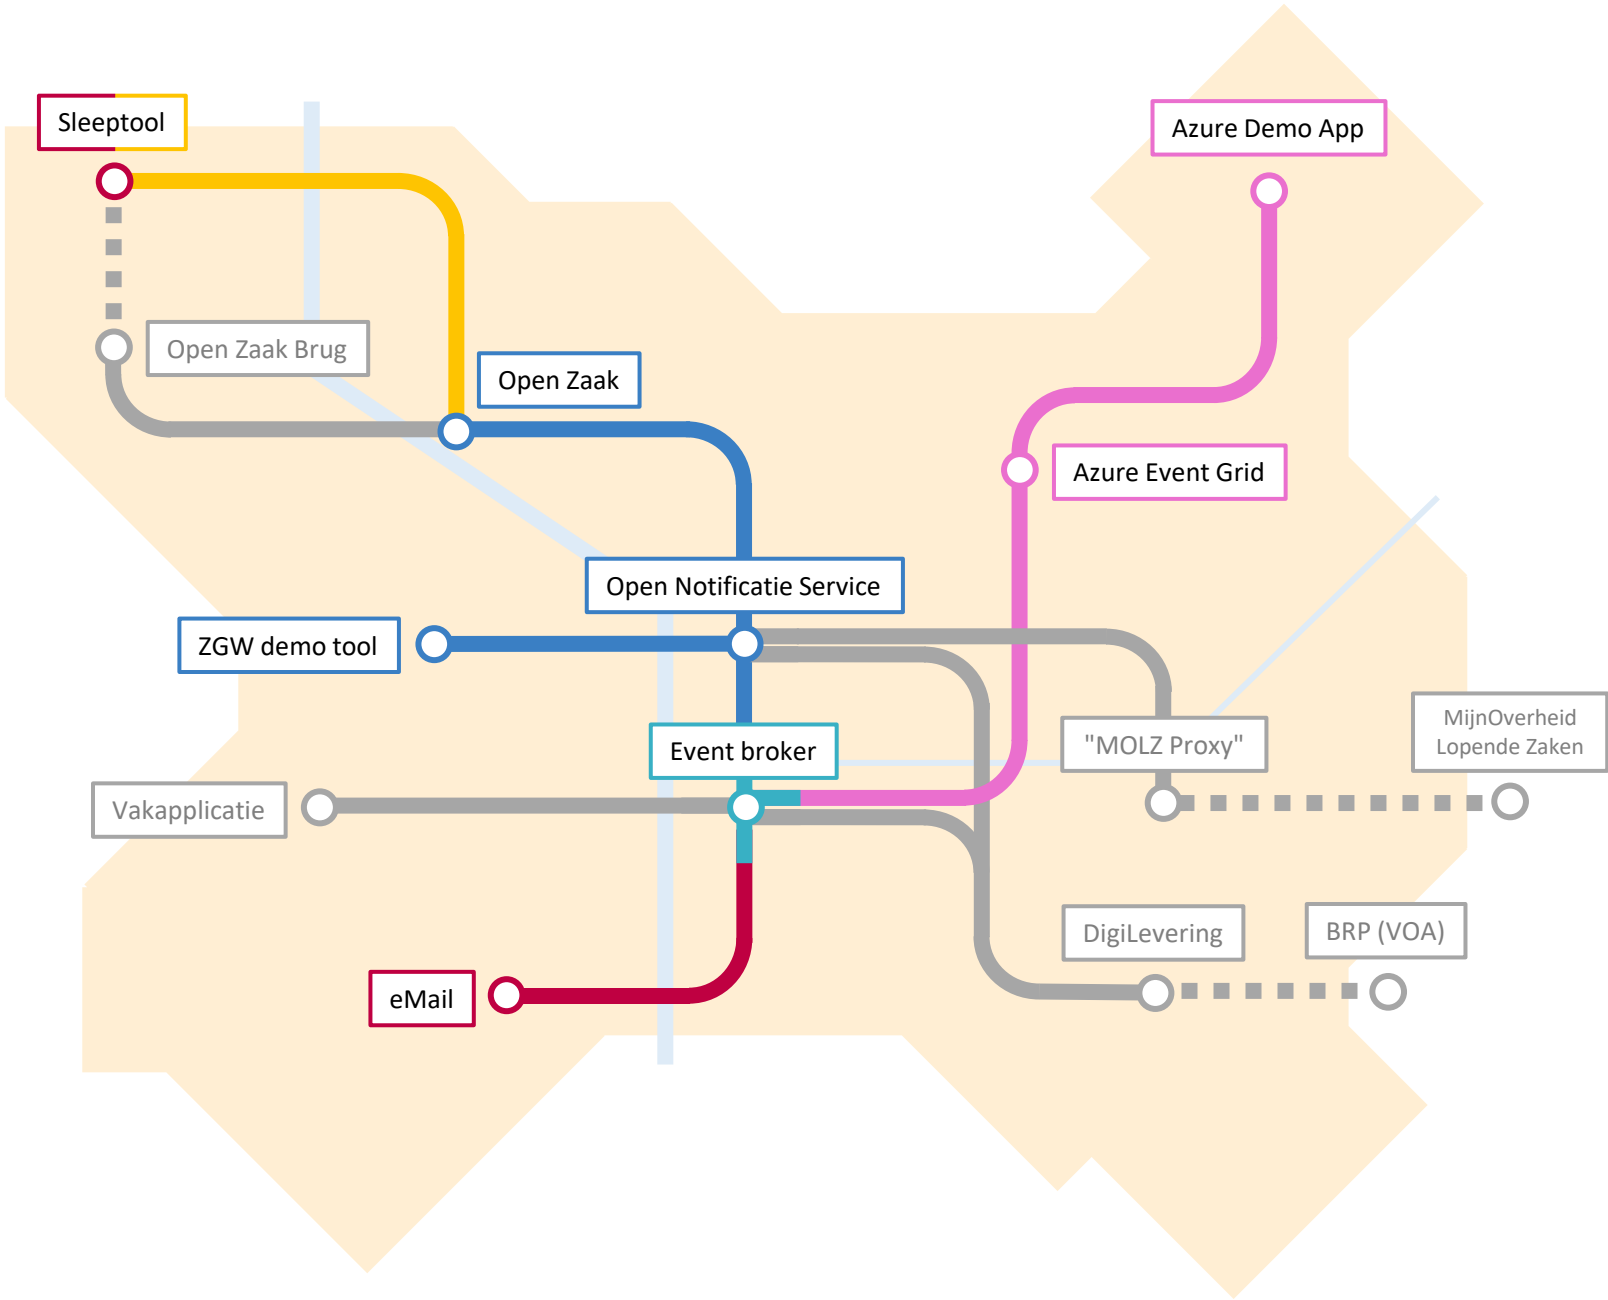 Sleeptool
Azure Demo App
Open Zaak Brug
Open Zaak
Azure Event Grid
Open Notificatie Service
ZGW demo tool
MijnOverheid
Lopende Zaken
"MOLZ Proxy"
Event broker
Vakapplicatie
DigiLevering
BRP (VOA)
eMail